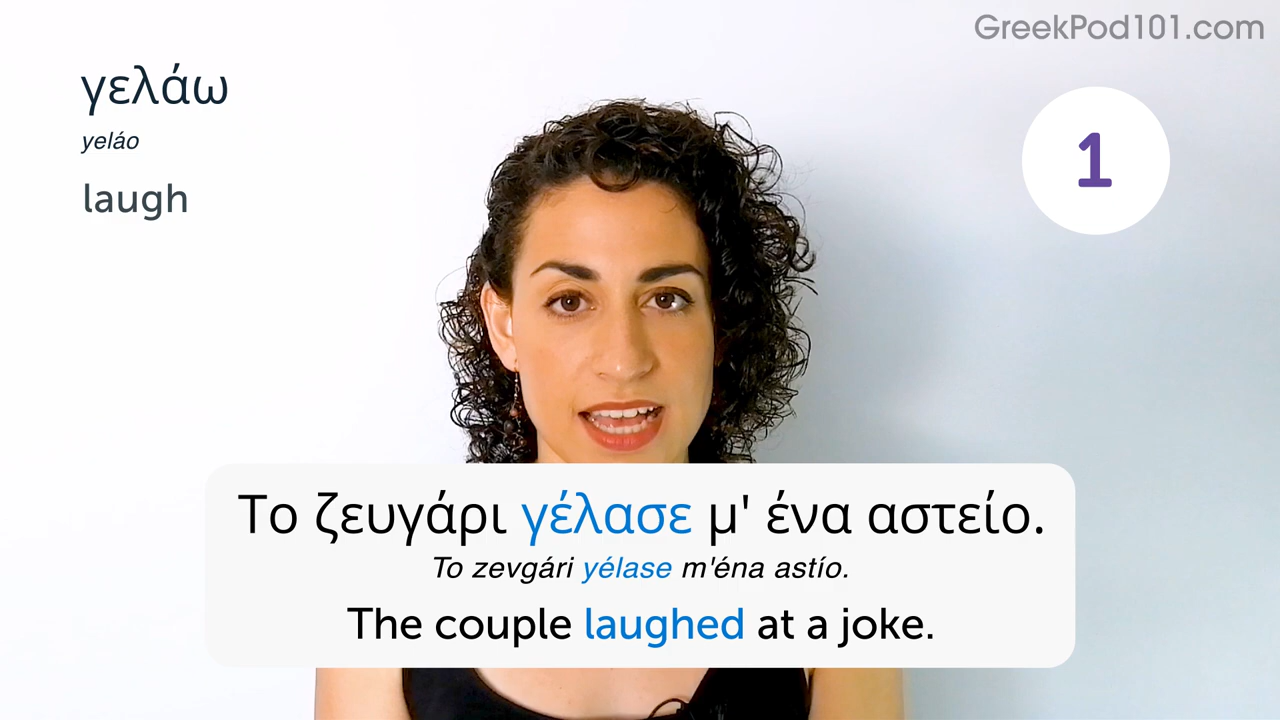 GreekPod101.com
γελάω
yeláo
laugh
1
Το ζευγάρι γέλασε μ' ένα αστείο.
To zevgári yélase m'éna astío.
The couple laughed at a joke.